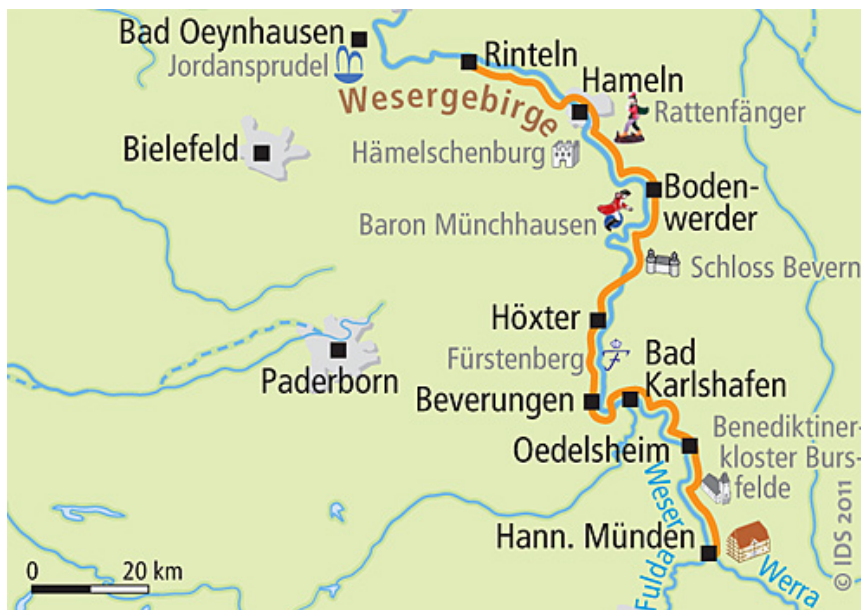 Bad Oeynhausen
Jordansprudel
Rinteln
Hameln
Wesergebirge
Rattenfänger
Bielefeld
Hämelschenburg
Boden-
werder
Baron Münchhausen
Schloss Bevern
Höxter
Fürstenberg
F
Bad
Karlshafen
Paderborn
Beverungen
Oedelsheim
Benediktiner-
kloster Burs-
felde
Weser
Hann. Münden
Fulda
Werra
0 20 km
© IDS 2011